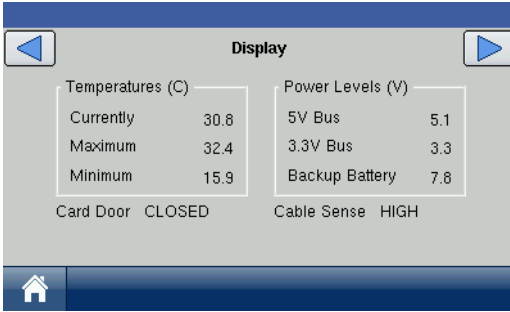 Display
Temperatures (C)
Currently 30.8
Maximum 32.4
Minimum 15.9
Power Levels (V)
5V Bus 5.1
3.3V Bus 3.3
Backup Battery 7.8
Card Door CLOSED
Cable Sense HIGH